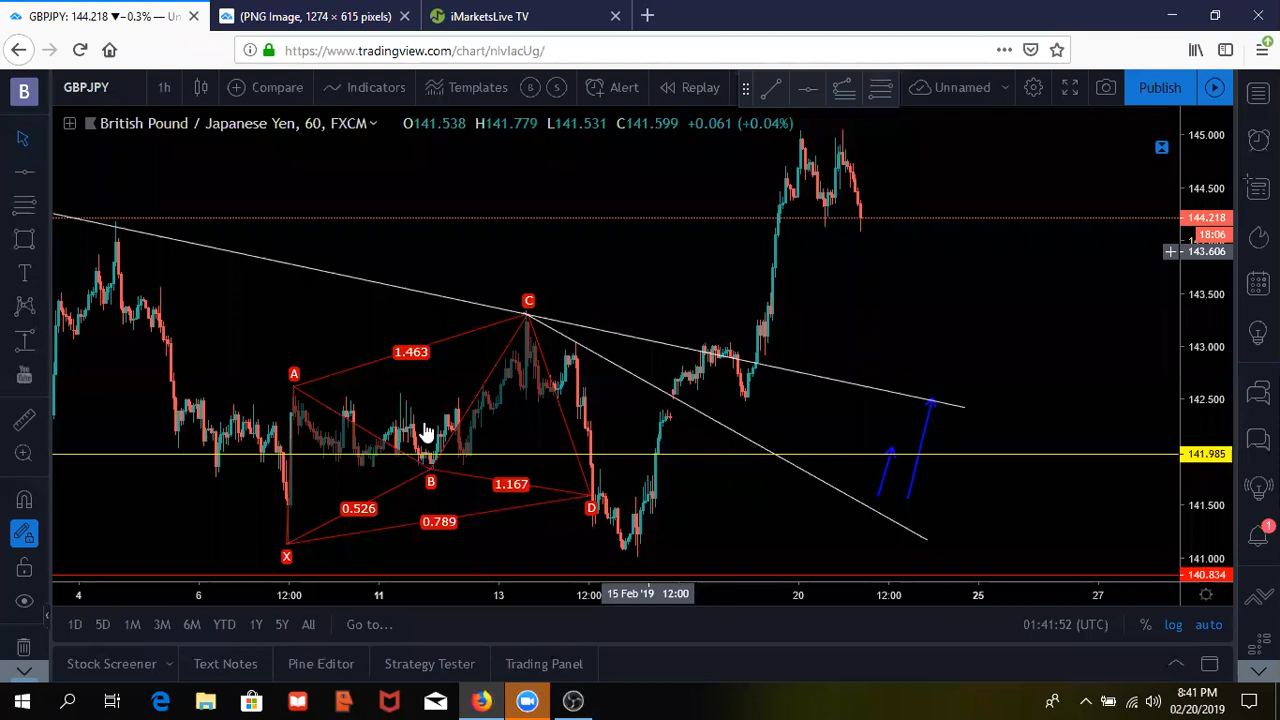 GBPJPY: 144.218 ▼−0.3% — Un
(PNG Image, 1274 × 615 pixels)
iMarketsLive TV
https://www.tradingview.com/chart/nlvIacUg/
B
GBPJPY
1h
Compare
Indicators
Templates
B
S
Alert
Replay
Unnamed
Publish
British Pound / Japanese Yen, 60, FXCM
O141.538 H141.779 L141.531 C141.599 +0.061 (+0.04%)
145.000
144.500
144.218
18:06
143.606
143.500
143.000
142.500
141.985
141.500
141.000
140.834
C
1.463
A
B
1.167
0.526
D
0.789
X
4
6
12:00
11
13
12:00
15 Feb '19 12:00
20
12:00
25
27
1D 5D 1M 3M 6M YTD 1Y 5Y All Go to...
01:41:52 (UTC) % log auto
1
Stock Screener
Text Notes
Pine Editor
Strategy Tester
Trading Panel
8:41 PM
02/20/2019